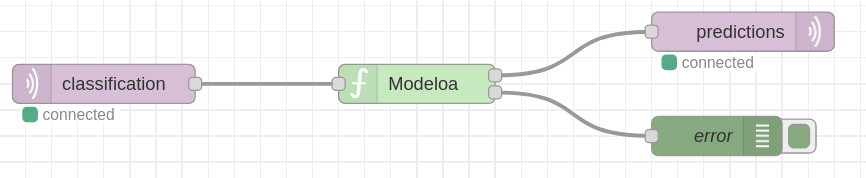 predictions
connected
classification
connected
Modeloa
error